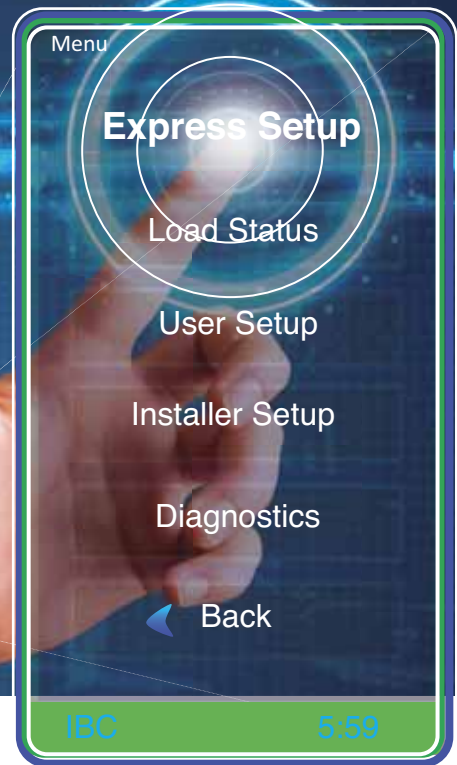 Menu
Express Setup
Load Status
User Setup
Installer Setup
Diagnostics
Back
IBC 5:59